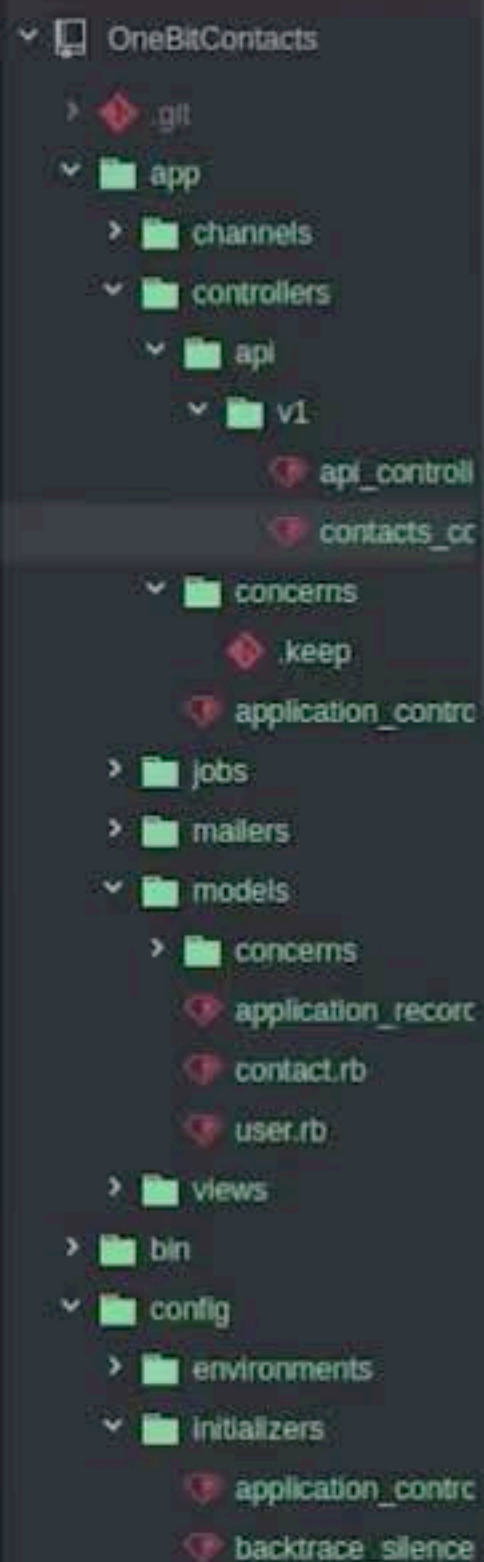 OneBitContacts
.git
app
channels
controllers
api
v1
api_controll
contacts_cc
concerns
.keep
application_contrc
jobs
mailers
models
concerns
application_recorc
contact.rb
user.rb
views
bin
config
environments
initializers
application_contrc
backtrace_silence